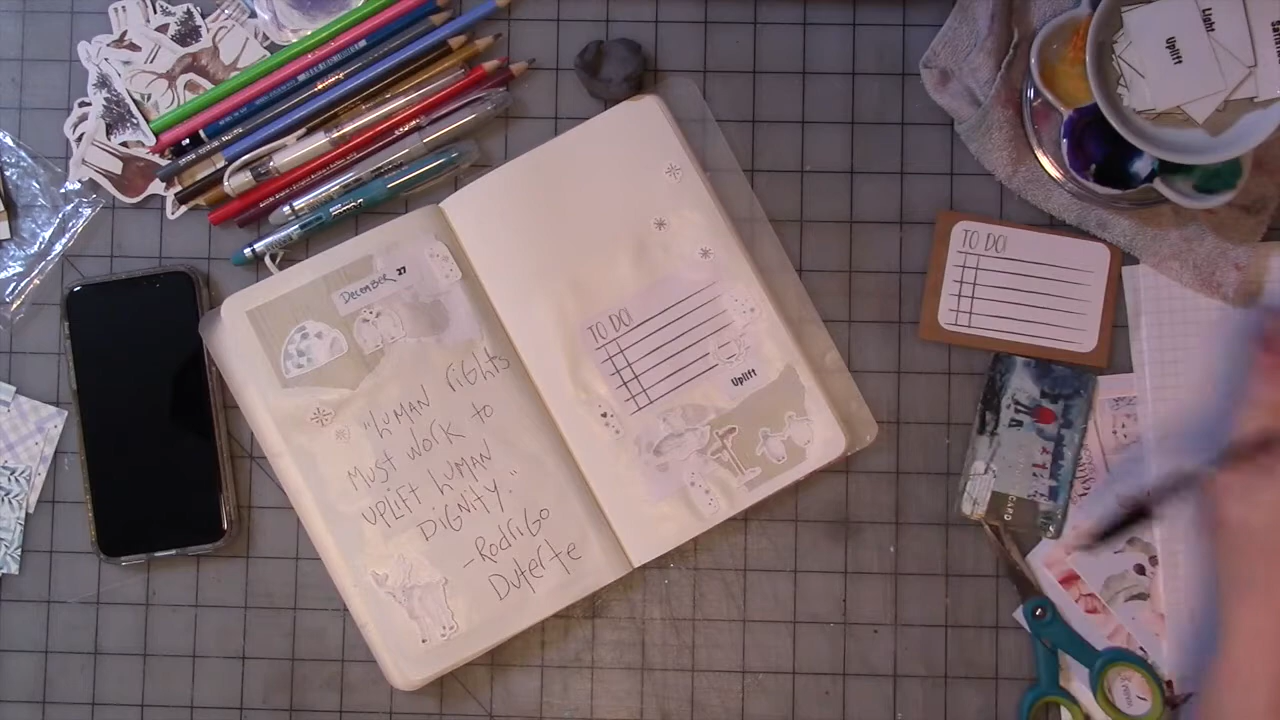 December 27
"HUMAN rights
MUST WORK to
UPLIFT HUMAN
DIGNITY."
-Rodrigo
Duterte
TO DO!
Uplift
TO DO!
Uplift
Light